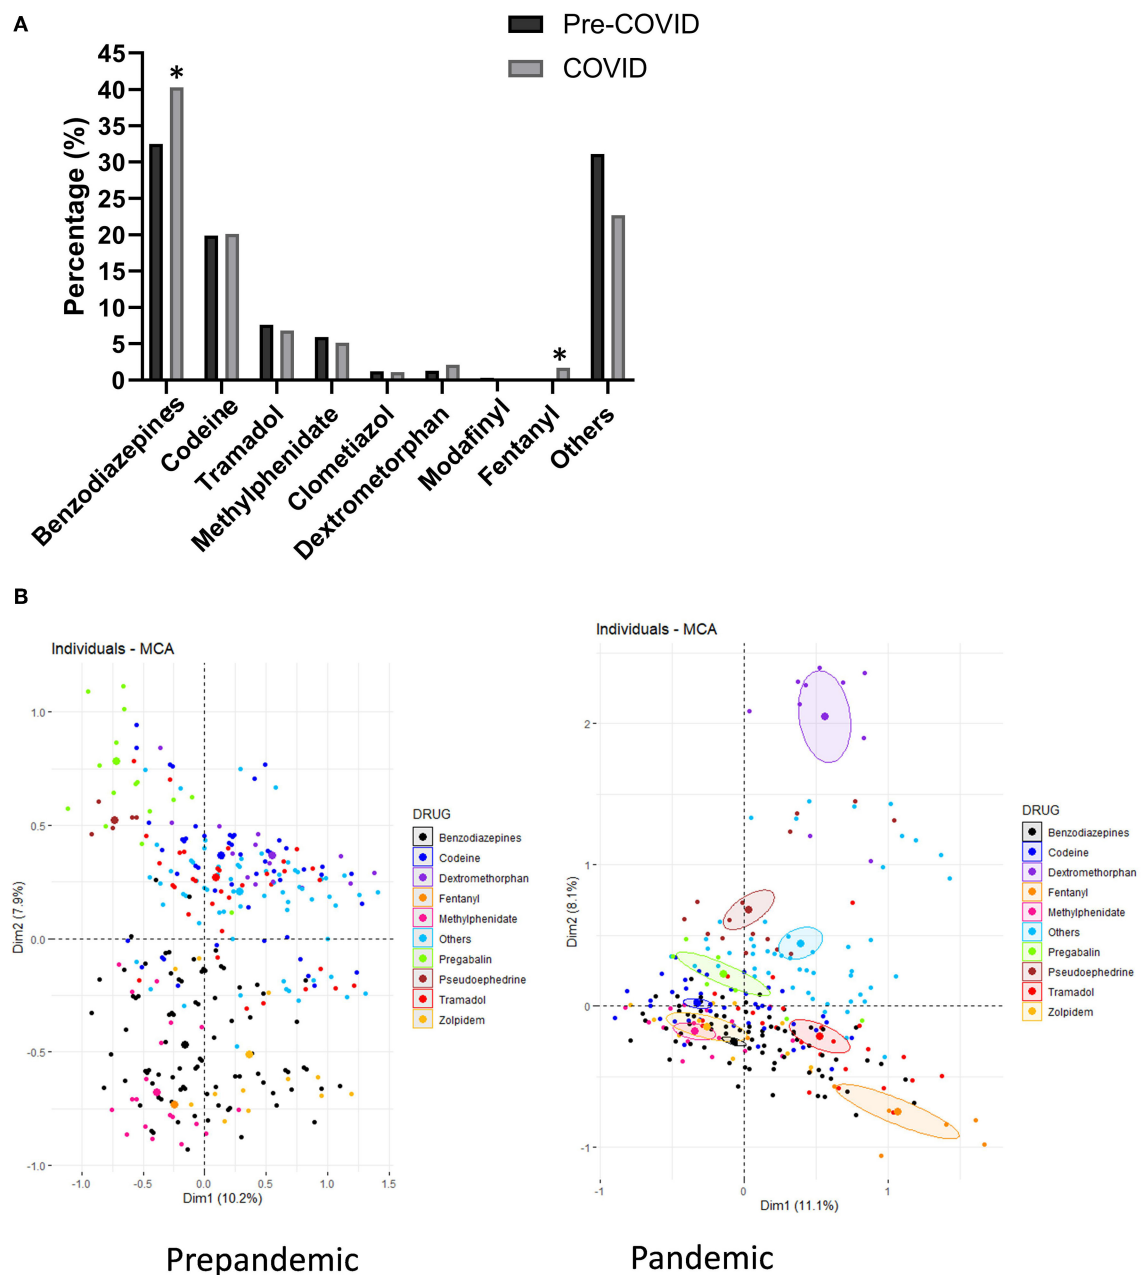 A
Pre-COVID
COVID
Percentage (%)
45
40
35
30
25
20
15
10
5
0
*
*
Benzodiazepines
Codeine
Tramadol
Methylphenidate
Clometiazol
Dextrometorphan
Modafinyl
Fentanyl
Others
B
Individuals - MCA
Dim2 (7.9%)
1.0
0.5
0.0
-0.5
-1.0
-1.0
-0.5
0.0
0.5
1.0
1.5
Dim1 (10.2%)
DRUG
Benzodiazepines
Codeine
Dextromethorphan
Fentanyl
Methylphenidate
Others
Pregabalin
Pseudoephedrine
Tramadol
Zolpidem
Prepandemic
Individuals - MCA
Dim2 (8.1%)
2
1
0
-1
-1
0
1
Dim1 (11.1%)
DRUG
Benzodiazepines
Codeine
Dextromethorphan
Fentanyl
Methylphenidate
Others
Pregabalin
Pseudoephedrine
Tramadol
Zolpidem
Pandemic